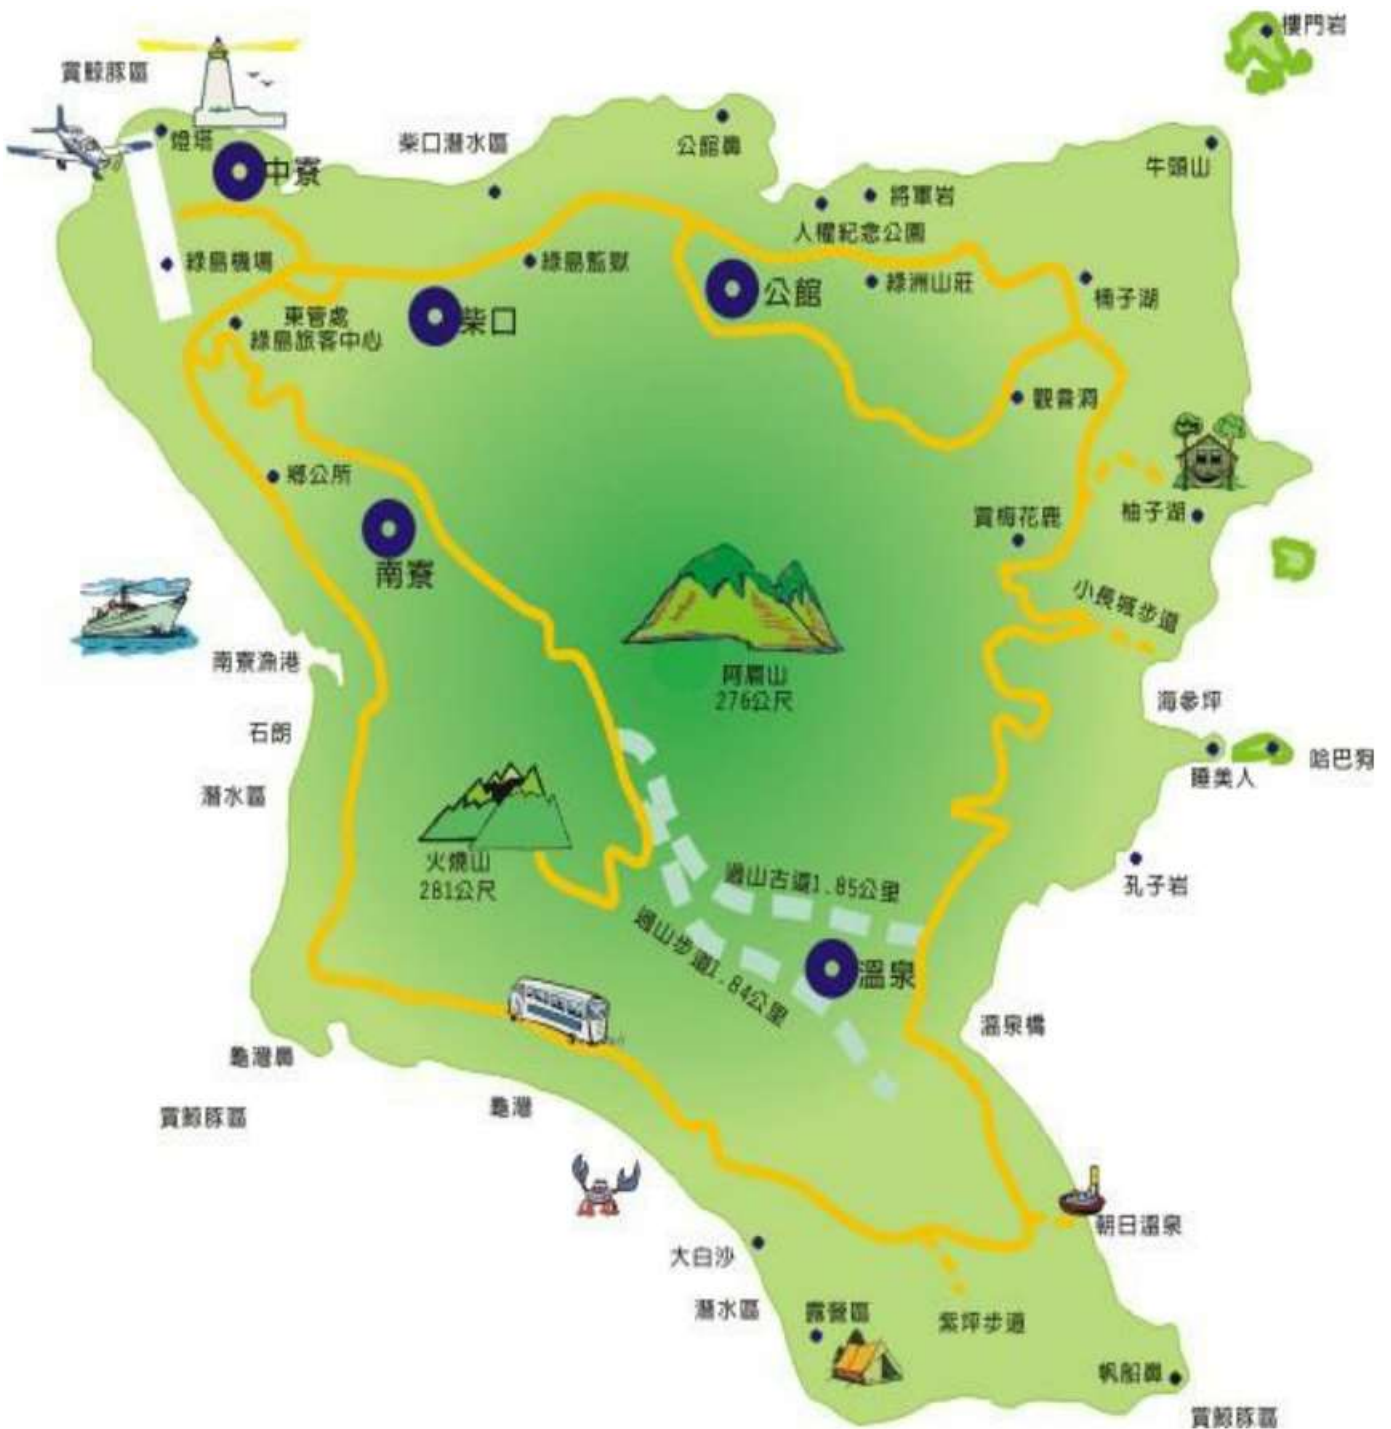 樓門岩
賞鯨豚區
燈塔
中寮
柴口潛水區
公館鼻
牛頭山
將軍岩
人權紀念公園
綠島機場
綠島監獄
公館
綠洲山莊
楠子湖
東管處
綠島旅客中心
柴口
觀音洞
鄉公所
賞梅花鹿
柚子湖
南寮
小長城步道
南寮漁港
阿眉山
276公尺
海參坪
石朗
潛水區
睡美人
哈巴狗
火燒山
281公尺
過山古道1.85公里
孔子岩
過山步道1.84公里
溫泉
溫泉橋
龜灣鼻
龜灣
賞鯨豚區
朝日溫泉
大白沙
潛水區
露營區
紫坪步道
帆船鼻
賞鯨豚區